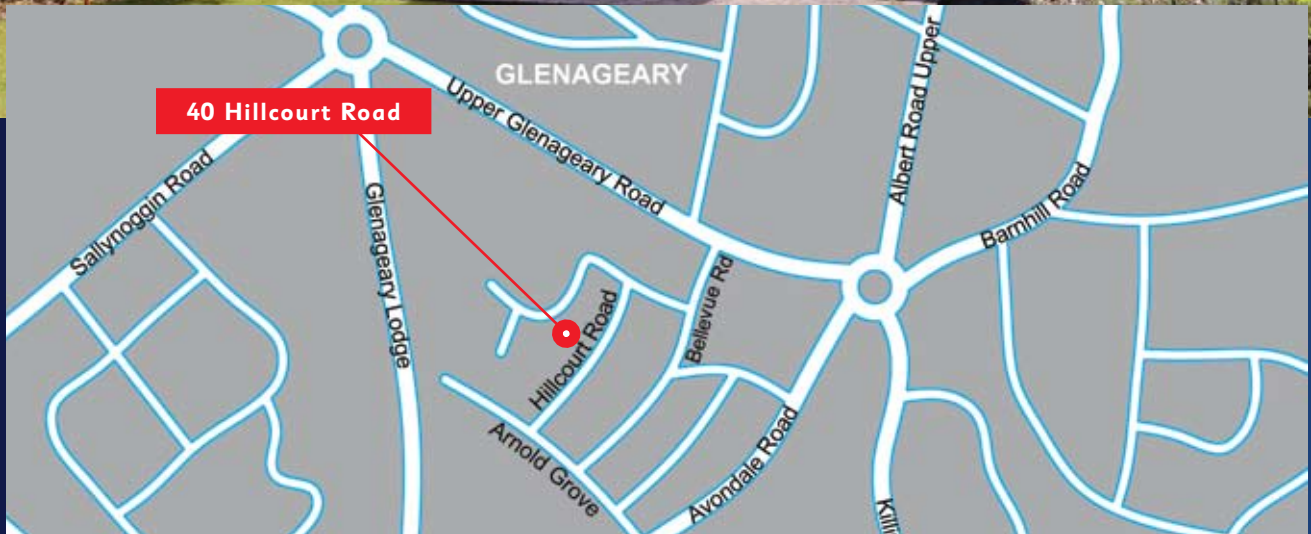 GLENAGEARY
40 Hillcourt Road
Upper Glenageary Road
Albert Road Upper
Sallynoggin Road
Glenageary Lodge
Barnhill Road
Bellevue Rd
Hillcourt Road
Arnold Grove
Avondale Road
Killi